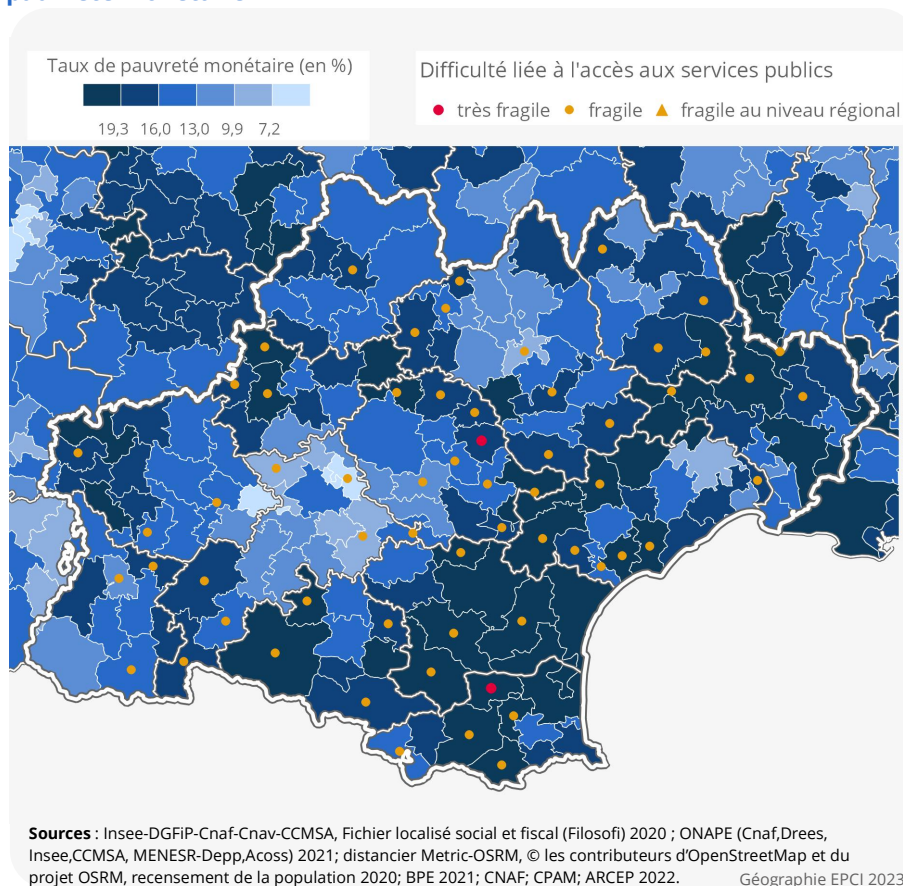 Taux de pauvreté monétaire (en %)
19,3 16,0 13,0 9,9 7,2
Difficulté liée à l'accès aux services publics
très fragile fragile fragile au niveau régional
Sources : Insee-DGFiP-Cnaf-Cnav-CCMSA, Fichier localisé social et fiscal (Filosofi) 2020 ; ONAPE (Cnaf,Drees,
Insee,CCMSA, MENESR-Depp,Acoss) 2021; distancier Metric-OSRM, © les contributeurs d’OpenStreetMap et du
projet OSRM, recensement de la population 2020; BPE 2021; CNAF; CPAM; ARCEP 2022.
Géographie EPCI 2023